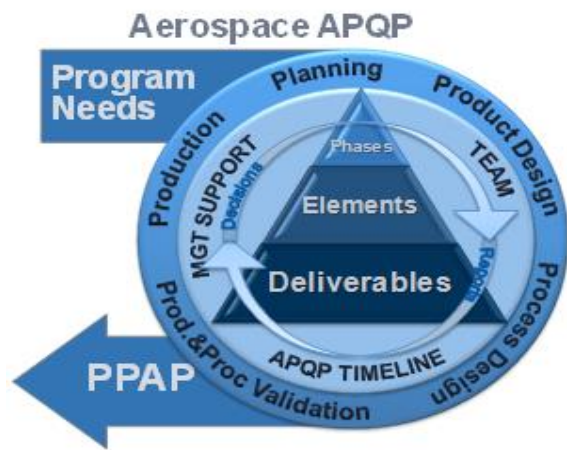 Aerospace APQP
Program
Needs
Planning
Product Design
Process Design
Prod.&Proc Validation
Production
MGT SUPPORT
TEAM
APQP TIMELINE
Decisions
Reports
Phases
Elements
Deliverables
PPAP